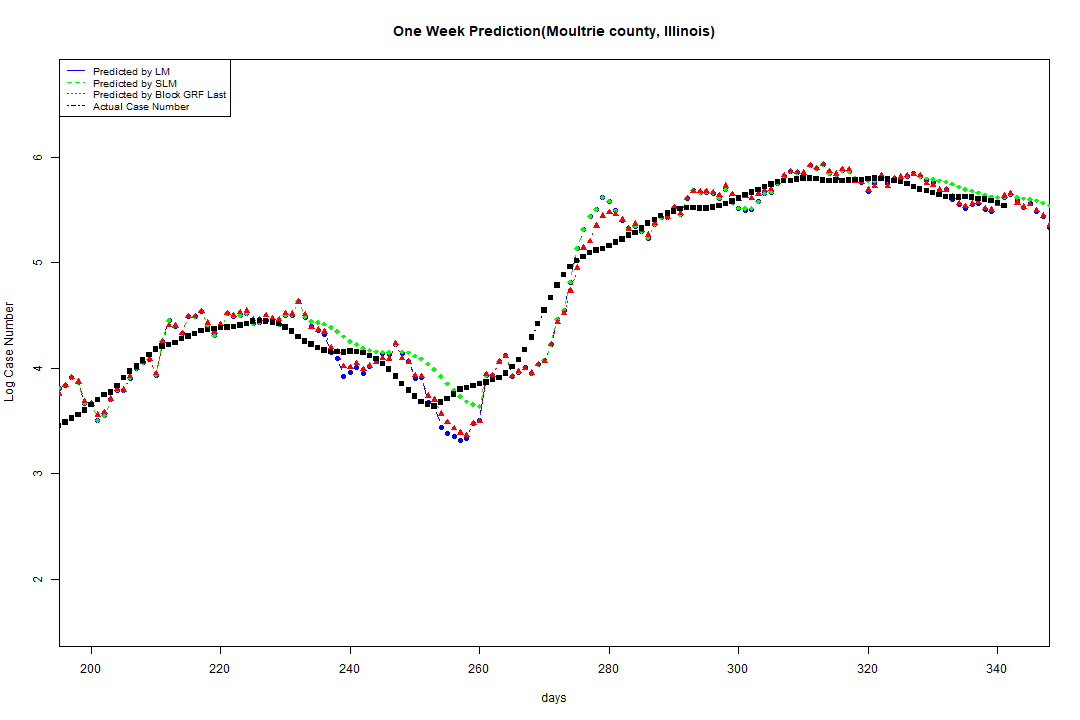 One Week Prediction(Moultrie county, Illinois)
Predicted by LM
Predicted by SLM
Predicted by Block GRF Last
Actual Case Number
6
5
4
3
2
Log Case Number
200
220
240
260
280
300
320
340
days